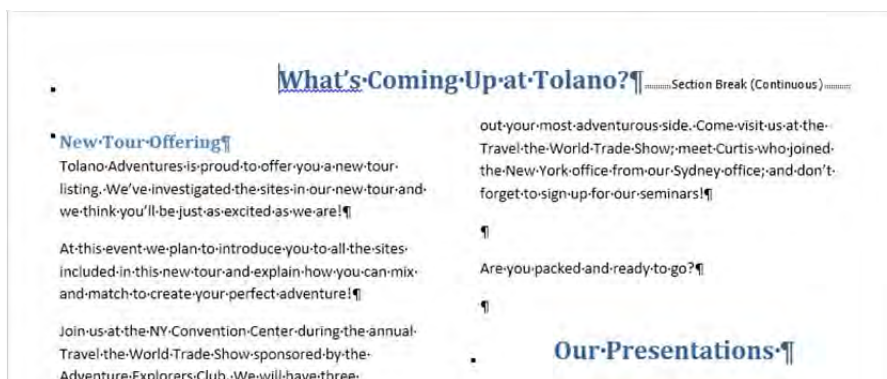 What's Coming Up at Tolano?¶ Section Break (Continuous)
New Tour Offering¶
Tolano Adventures is proud to offer you a new tour
listing. We've investigated the sites in our new tour and
we think you'll be just as excited as we are!¶
At this event we plan to introduce you to all the sites
included in this new tour and explain how you can mix
and match to create your perfect adventure!¶
Join us at the NY Convention Center during the annual
Travel the World Trade Show sponsored by the
Adventure Explorers Club. We will have three
out your most adventurous side. Come visit us at the
Travel the World Trade Show; meet Curtis who joined
the New York office from our Sydney office; and don't
forget to sign up for our seminars!¶
¶
Are you packed and ready to go?¶
¶
Our Presentations ¶